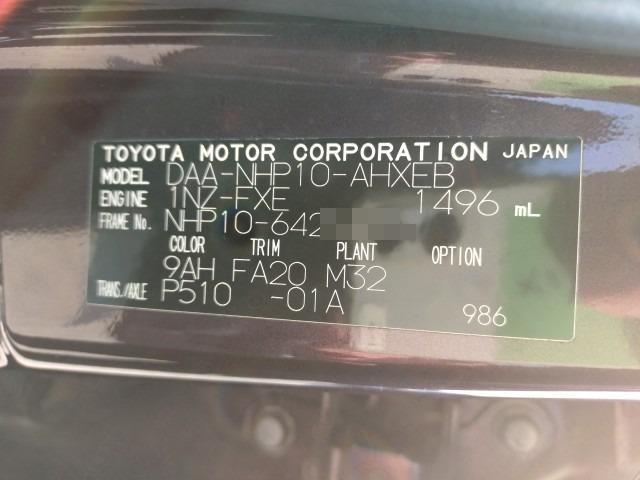 TOYOTA MOTOR CORPORATION JAPAN
MODEL DAA-NHP10-AHXEB
ENGINE 1NZ-FXE 1496 mL
FRAME No. NHP10-642
COLOR TRIM PLANT OPTION
9AH FA20 M32
TRANS./AXLE P510 -01A
986